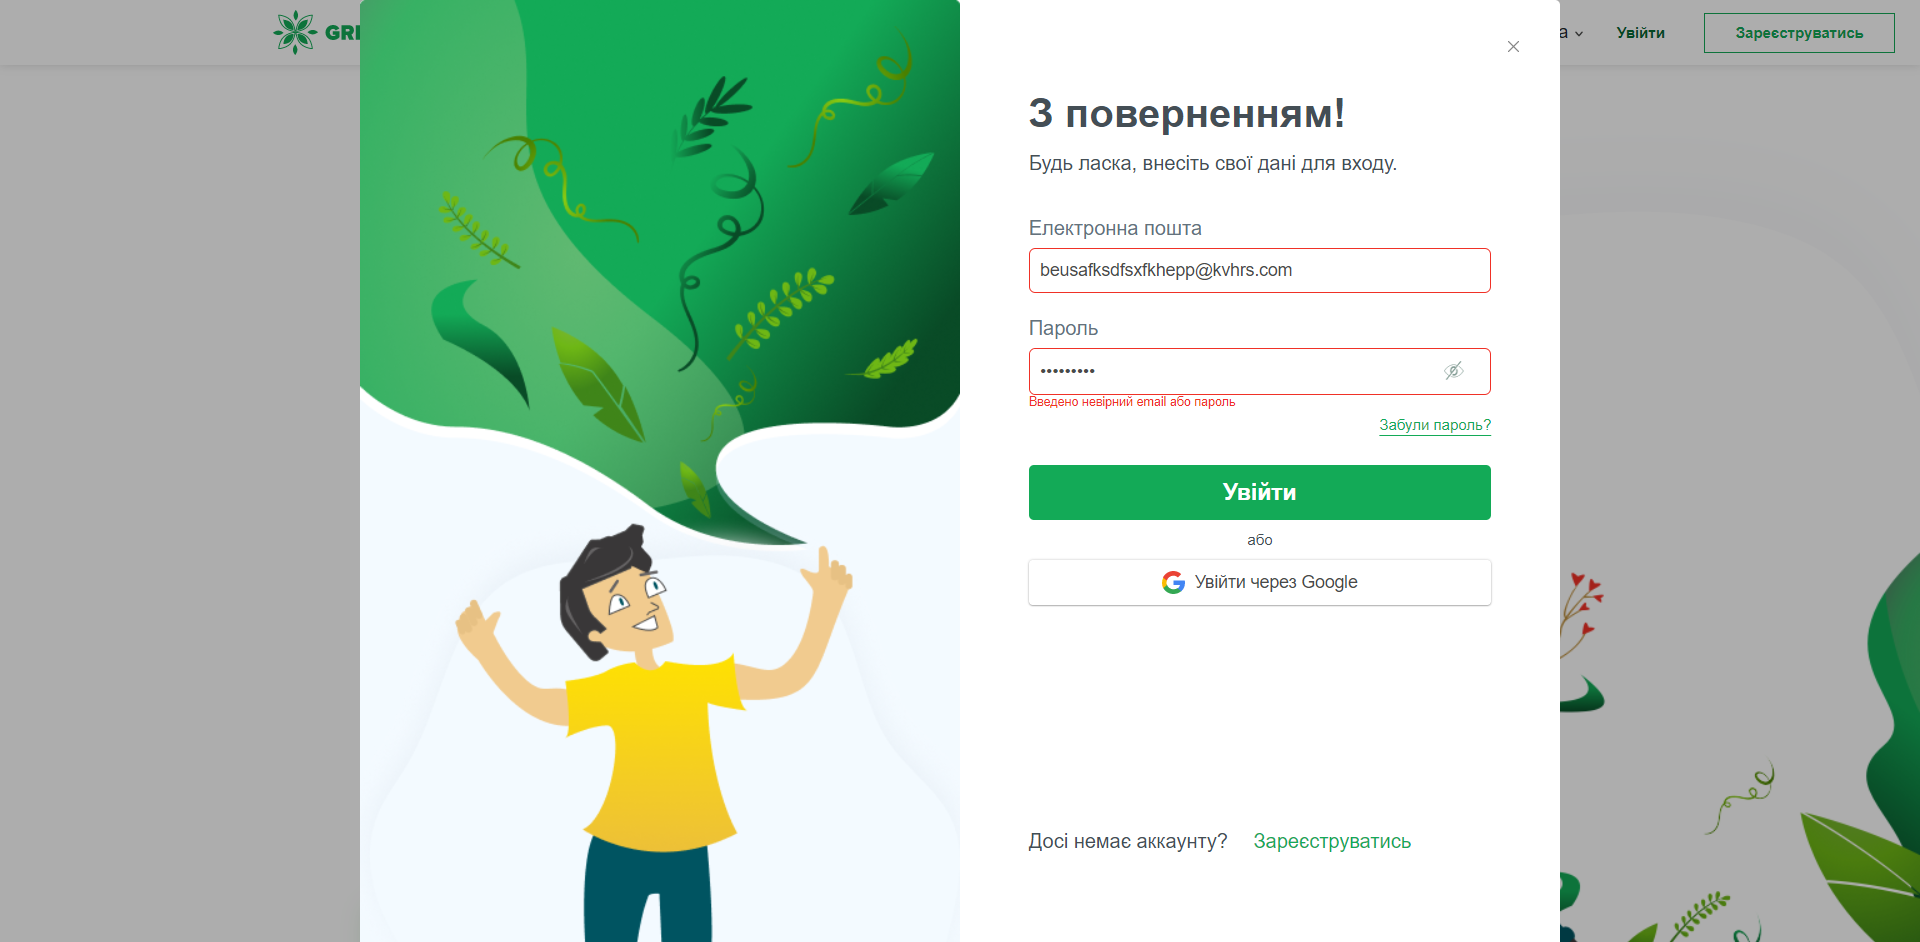 Увійти
Зареєструватись
З поверненням!
Будь ласка, внесіть свої дані для входу.
Електронна пошта
beusafksdfsxfkhepp@kvhrs.com
Пароль
•••••••••
Введено невірний email або пароль
Забули пароль?
Увійти
або
Увійти через Google
Досі немає аккаунту? Зареєструватись